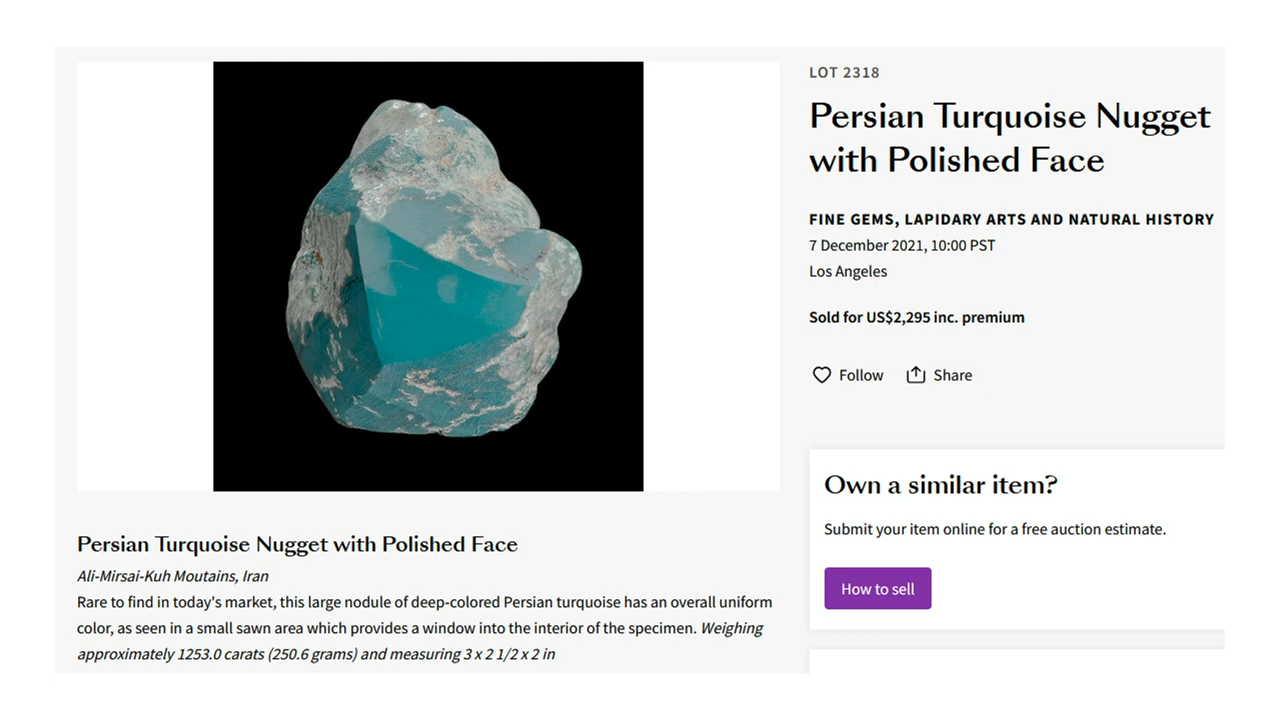 LOT 2318
Persian Turquoise Nugget
with Polished Face
FINE GEMS, LAPIDARY ARTS AND NATURAL HISTORY
7 December 2021, 10:00 PST
Los Angeles
Sold for US$2,295 inc. premium
Follow
Share
Own a similar item?
Submit your item online for a free auction estimate.
How to sell
Persian Turquoise Nugget with Polished Face
Ali-Mirsai-Kuh Moutains, Iran
Rare to find in today's market, this large nodule of deep-colored Persian turquoise has an overall uniform
color, as seen in a small sawn area which provides a window into the interior of the specimen. Weighing
approximately 1253.0 carats (250.6 grams) and measuring 3 x 2 1/2 x 2 in